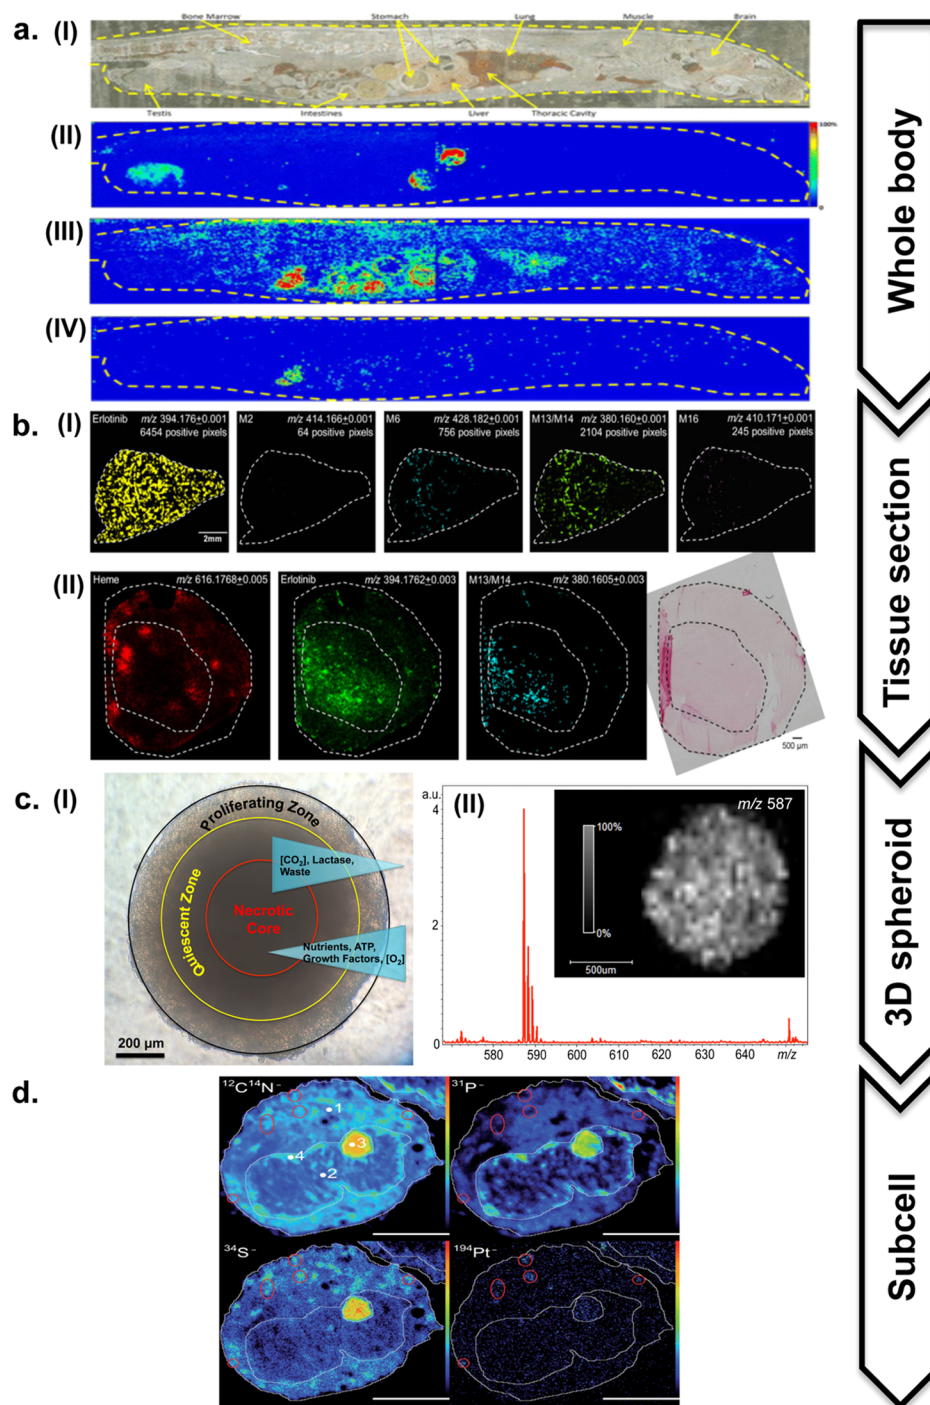 a. (I)
Bone Marrow Stomach Lung Muscle Brain
Testis Intestines Liver Thoracic Cavity
(II)
100%
0
(III)
(IV)
Whole body
b. (I)
Erlotinib m/z 394.176±0.001
6454 positive pixels
2mm
M2 m/z 414.166±0.001
64 positive pixels
M6 m/z 428.182±0.001
756 positive pixels
M13/M14 m/z 380.160±0.001
2104 positive pixels
M16 m/z 410.171±0.001
245 positive pixels
(II)
Heme m/z 616.1768±0.005
Erlotinib m/z 394.1762±0.003
M13/M14 m/z 380.1605±0.003
500 µm
Tissue section
c. (I)
Proliferating Zone
Quiescent Zone
Necrotic
Core
[CO₂], Lactase,
Waste
Nutrients, ATP,
Growth Factors, [O₂]
200 µm
(II)
a.u.
4
2
0
580 590 600 610 620 630 640 m/z
m/z 587
100%
0%
500um
3D spheroid
d.
¹²C¹⁴N⁻
1
3
4
2
³¹P⁻
³⁴S⁻
¹⁹⁴Pt⁻
Subcell